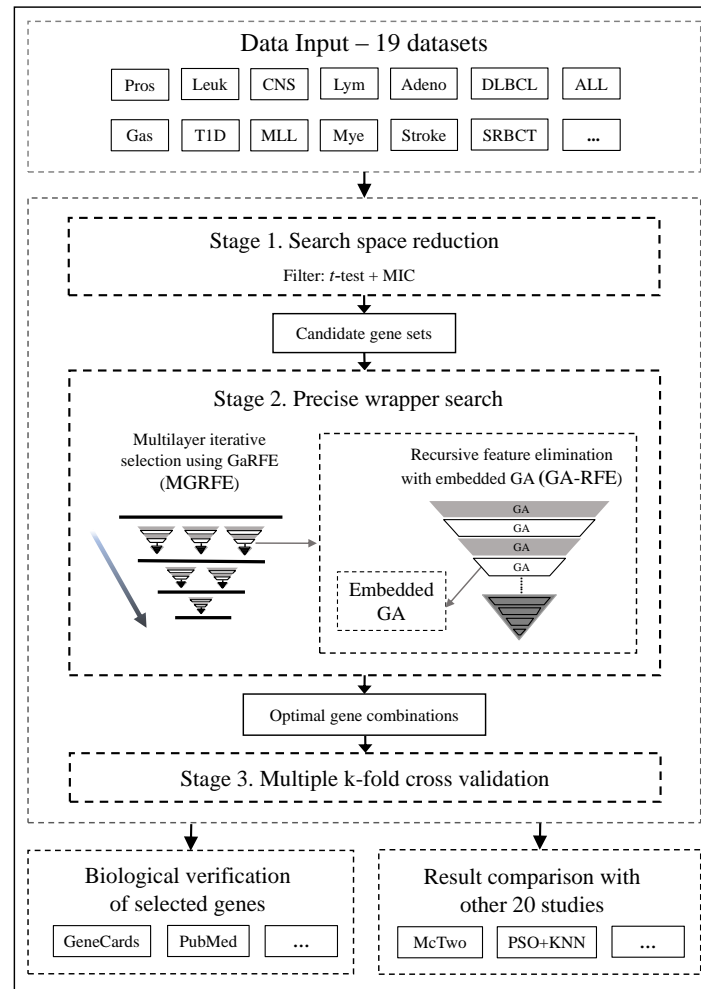 Data Input – 19 datasets
Pros Leuk CNS Lym Adeno DLBCL ALL
Gas T1D MLL Mye Stroke SRBCT ...
Stage 1. Search space reduction
Filter: t-test + MIC
Candidate gene sets
Stage 2. Precise wrapper search
Multilayer iterative
selection using GaRFE
(MGRFE)
Recursive feature elimination
with embedded GA (GA-RFE)
GA
GA
GA
GA
Embedded
GA
Optimal gene combinations
Stage 3. Multiple k-fold cross validation
Biological verification
of selected genes
GeneCards PubMed ...
Result comparison with
other 20 studies
McTwo PSO+KNN ...